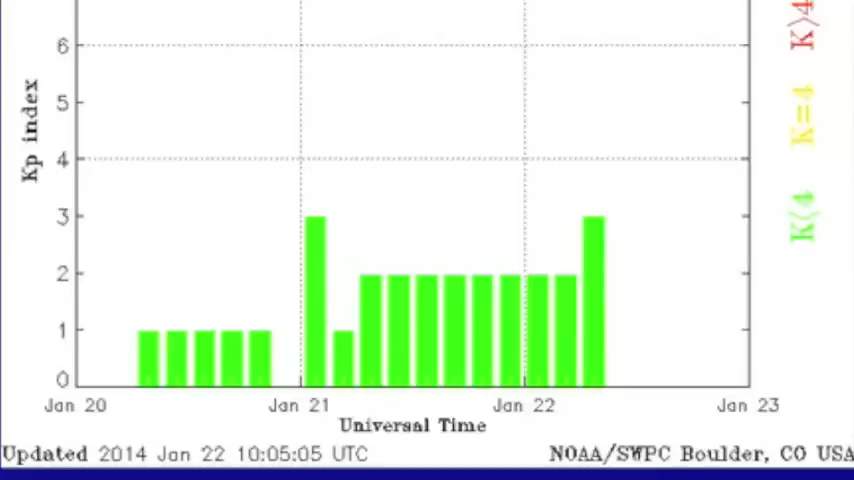 6
5
4
3
2
1
0
Kp index
Jan 20 Jan 21 Jan 22 Jan 23
Universal Time
Updated 2014 Jan 22 10:05:05 UTC NOAA/SWPC Boulder, CO USA
K<4 K=4 K>4